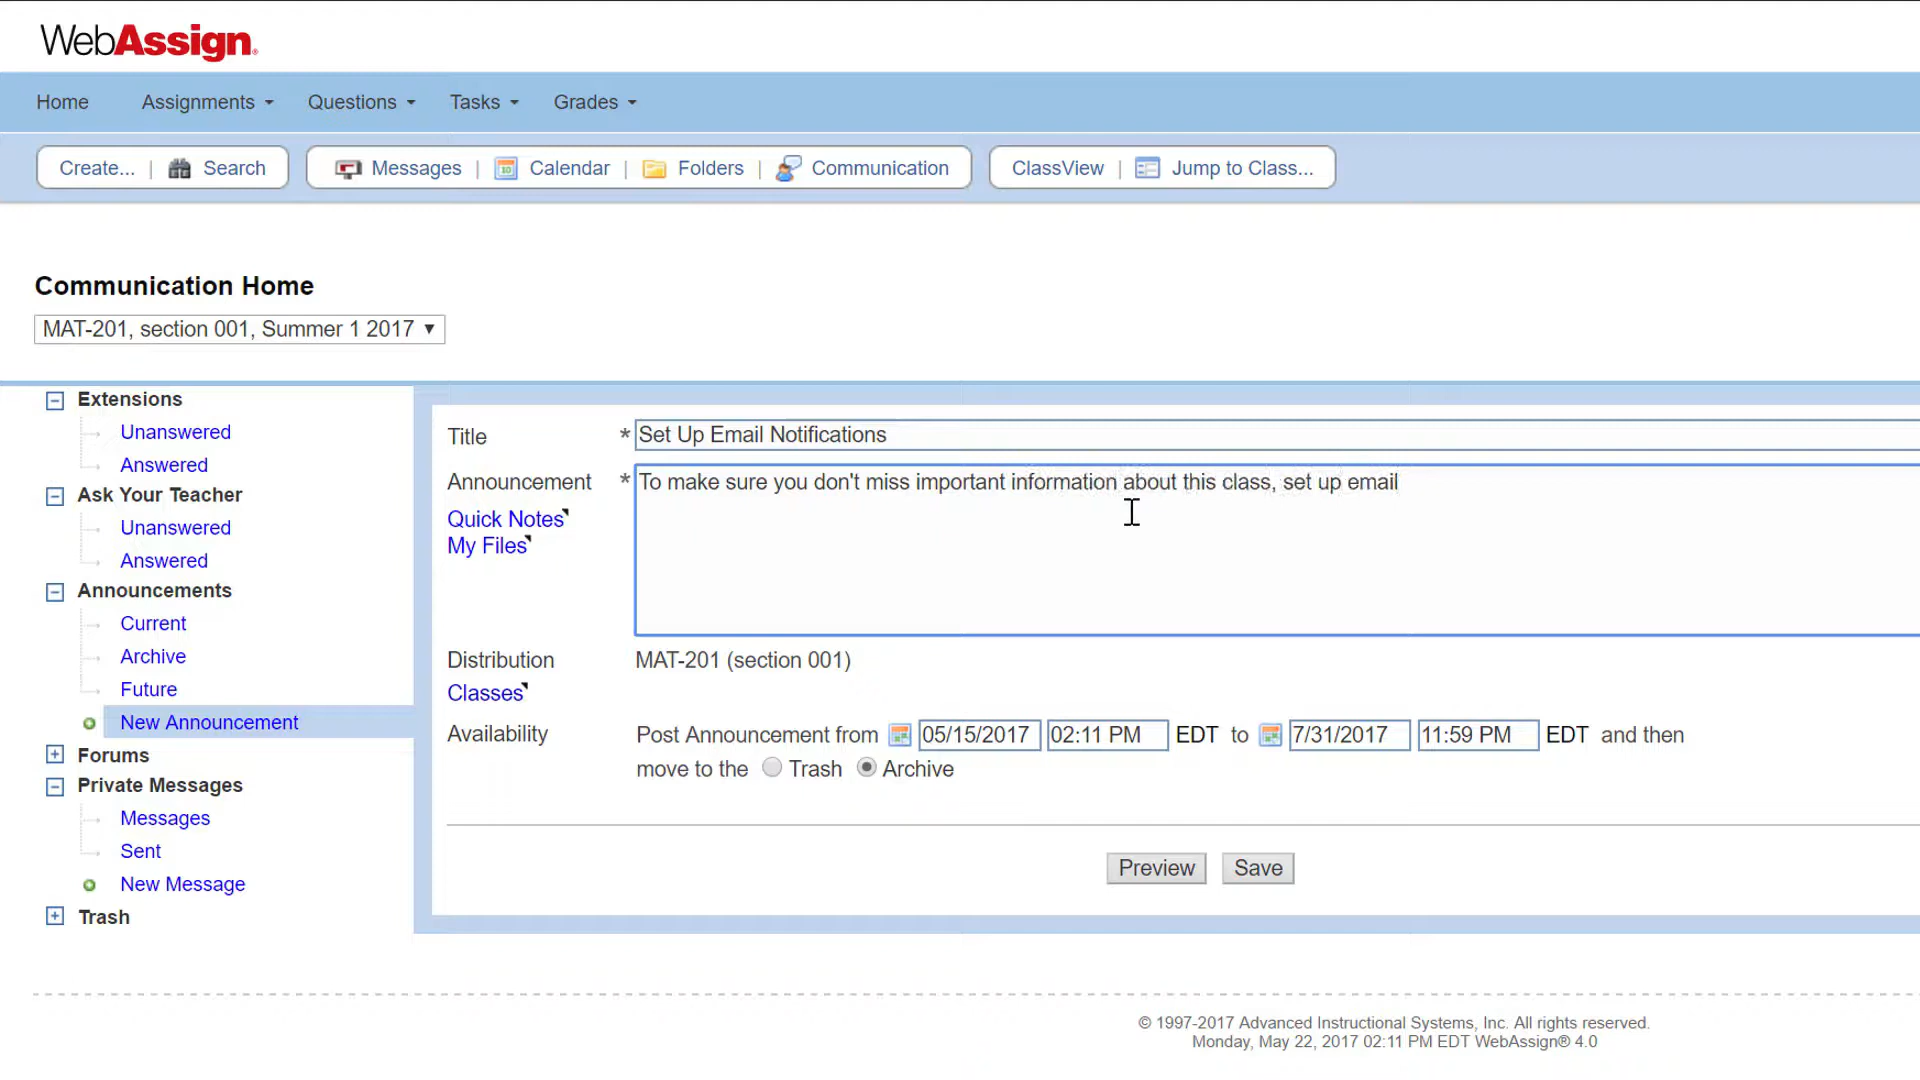 WebAssign.
Home Assignments Questions Tasks Grades
Create... | Search Messages | Calendar | Folders | Communication ClassView | Jump to Class...
Communication Home
MAT-201, section 001, Summer 1 2017
Extensions
Unanswered
Answered
Ask Your Teacher
Unanswered
Answered
Announcements
Current
Archive
Future
New Announcement
Forums
Private Messages
Messages
Sent
New Message
Trash
Title * Set Up Email Notifications
Announcement * To make sure you don't miss important information about this class, set up email
Quick Notes
My Files
Distribution MAT-201 (section 001)
Classes
Availability Post Announcement from 05/15/2017 02:11 PM EDT to 7/31/2017 11:59 PM EDT and then
move to the Trash Archive
Preview Save
© 1997-2017 Advanced Instructional Systems, Inc. All rights reserved.
Monday, May 22, 2017 02:11 PM EDT WebAssign® 4.0